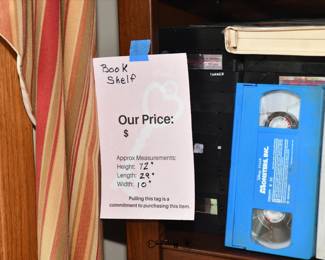 Book
Shelf
Our Price:
$
Approx Measurements:
Height: 72"
Length: 29"
Width: 10"
Pulling this tag is a
commitment to purchasing this item.
TURNER
MONSTERS, INC.